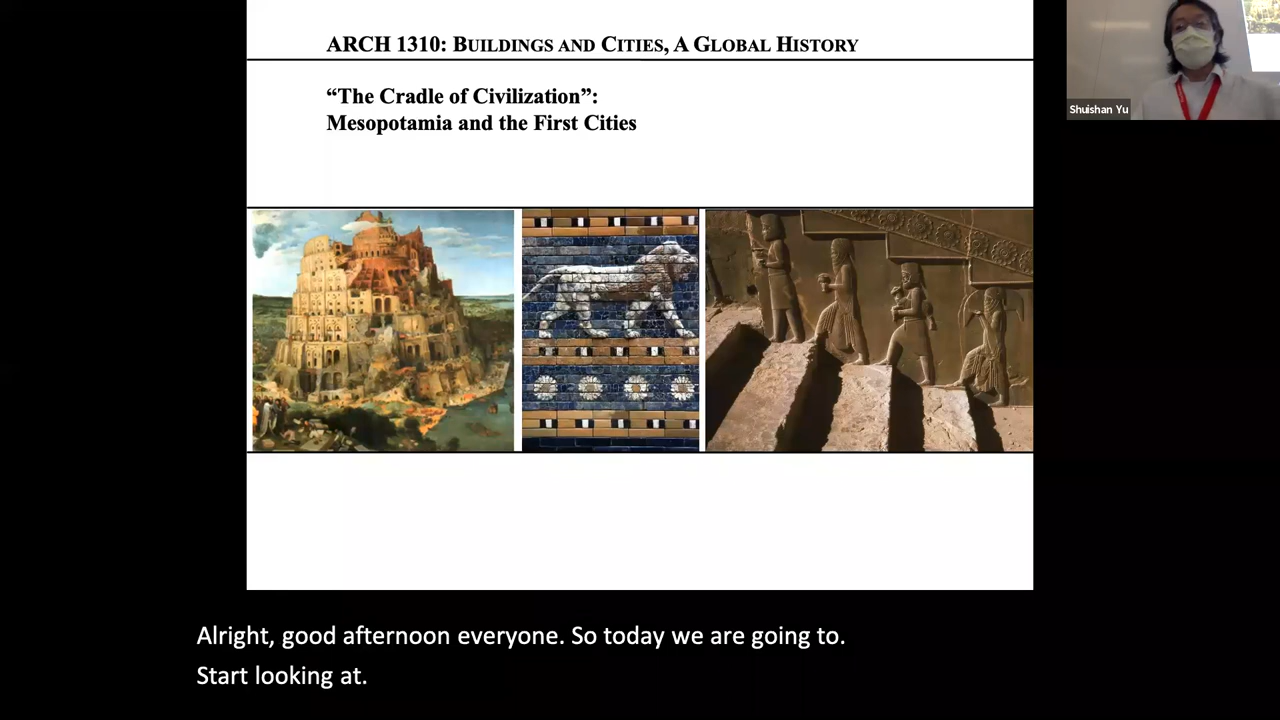 ARCH 1310: BUILDINGS AND CITIES, A GLOBAL HISTORY
“The Cradle of Civilization”:
Mesopotamia and the First Cities
Shuishan Yu
Alright, good afternoon everyone. So today we are going to.
Start looking at.